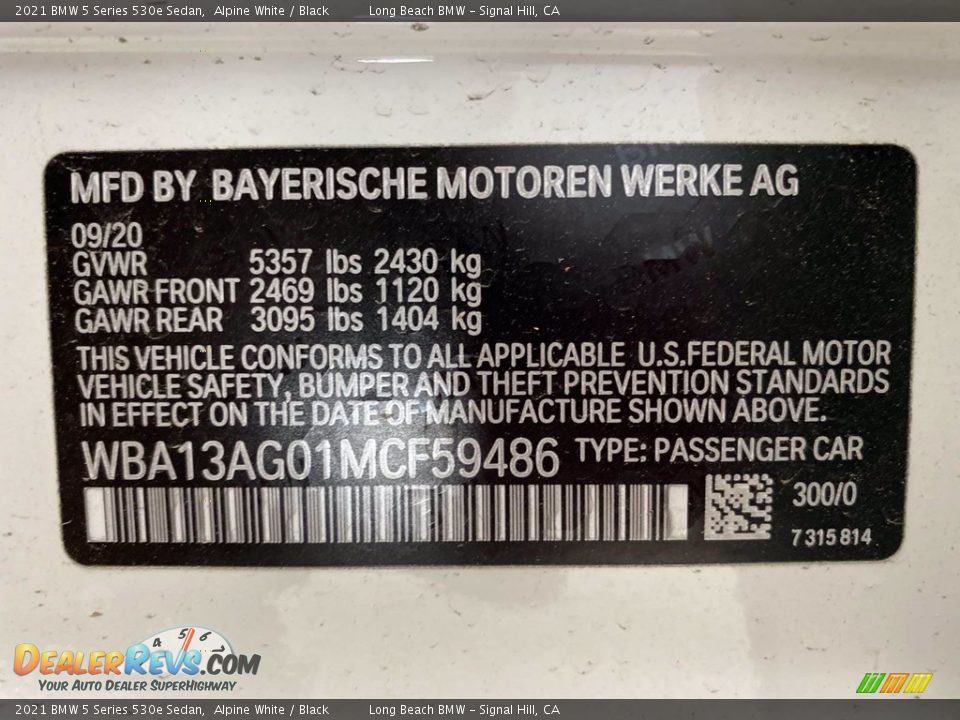 2021 BMW 5 Series 530e Sedan, Alpine White / Black Long Beach BMW - Signal Hill, CA
MFD BY BAYERISCHE MOTOREN WERKE AG
09/20
GVWR 5357 lbs 2430 kg
GAWR FRONT 2469 lbs 1120 kg
GAWR REAR 3095 lbs 1404 kg
THIS VEHICLE CONFORMS TO ALL APPLICABLE U.S.FEDERAL MOTOR
VEHICLE SAFETY, BUMPER AND THEFT PREVENTION STANDARDS
IN EFFECT ON THE DATE OF MANUFACTURE SHOWN ABOVE.
WBA13AG01MCF59486 TYPE: PASSENGER CAR
300/0
7 315 814
4 5 6
DEALERREVS.COM
YOUR AUTO DEALER SUPERHIGHWAY
2021 BMW 5 Series 530e Sedan, Alpine White / Black Long Beach BMW - Signal Hill, CA